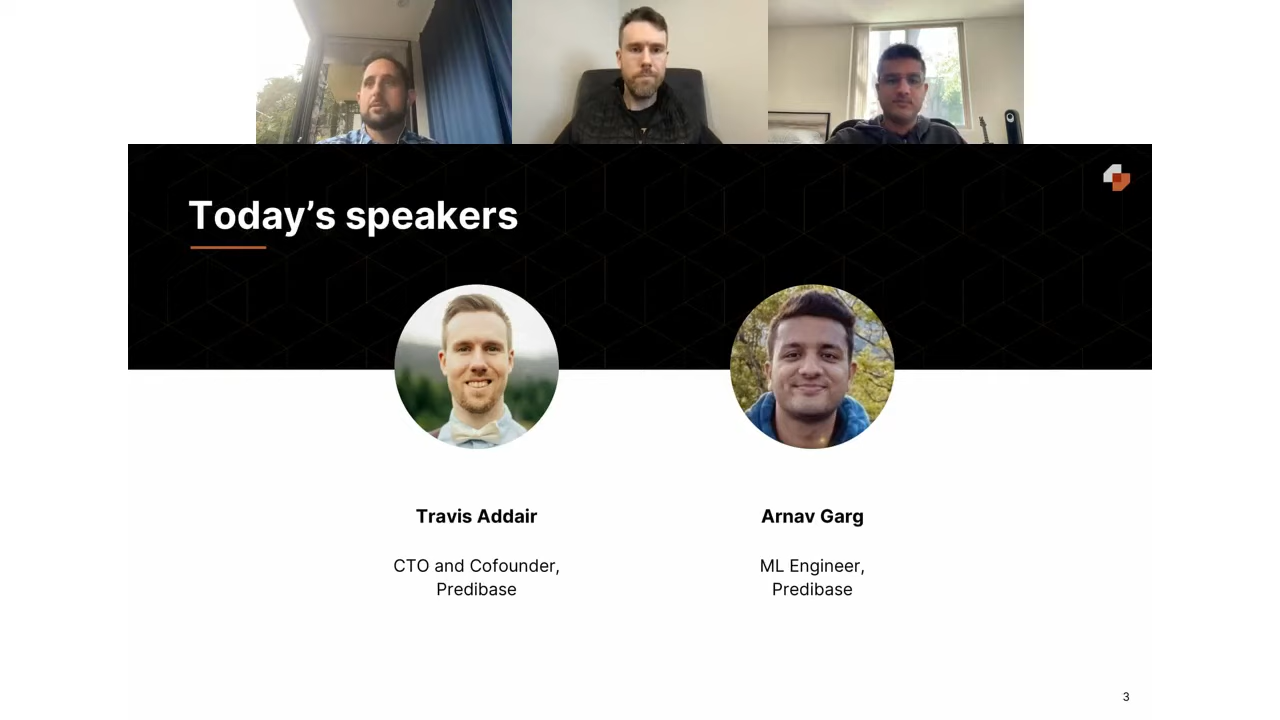 Today’s speakers
Travis Addair
CTO and Cofounder,
Predibase
Arnav Garg
ML Engineer,
Predibase
3